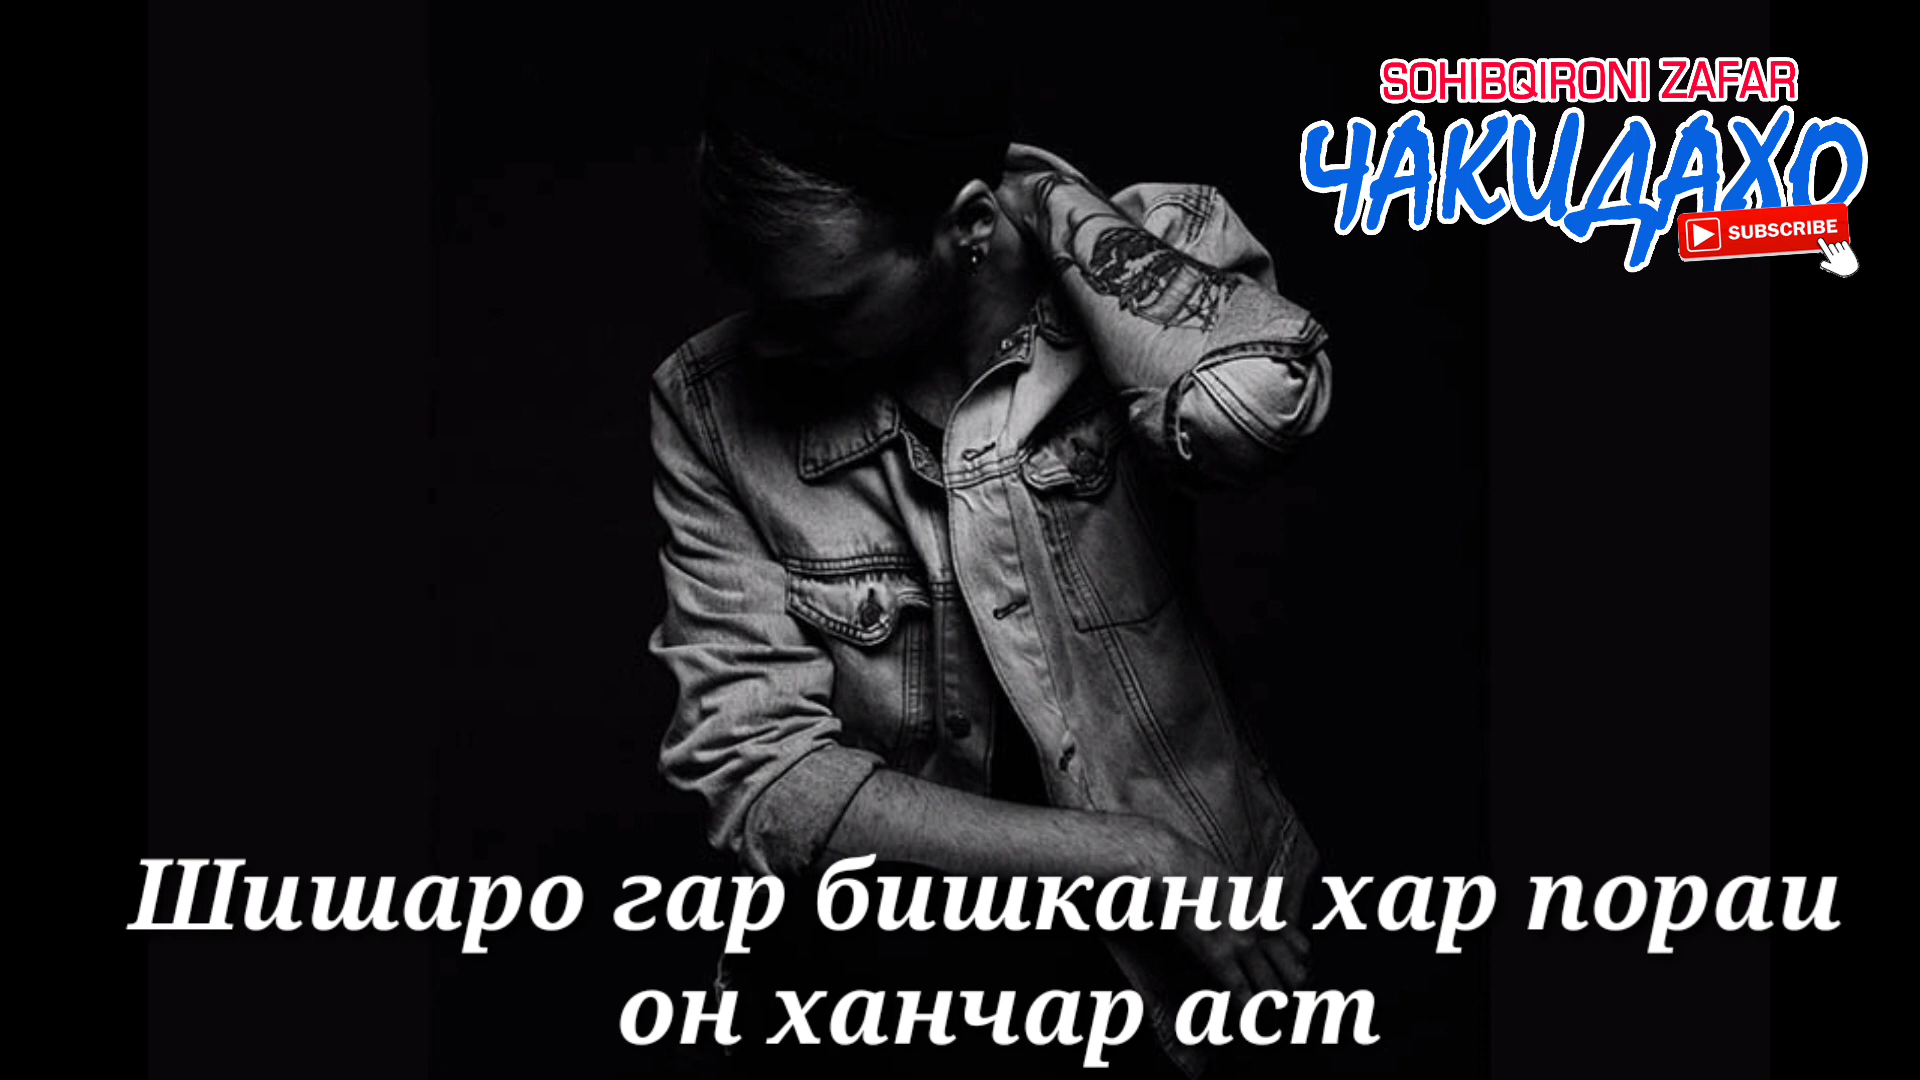 SOHIBQIRONI ZAFAR
ЧАКИДАХО
SUBSCRIBE
Шишаро гар бишкани хар пораи
он ханчар аст